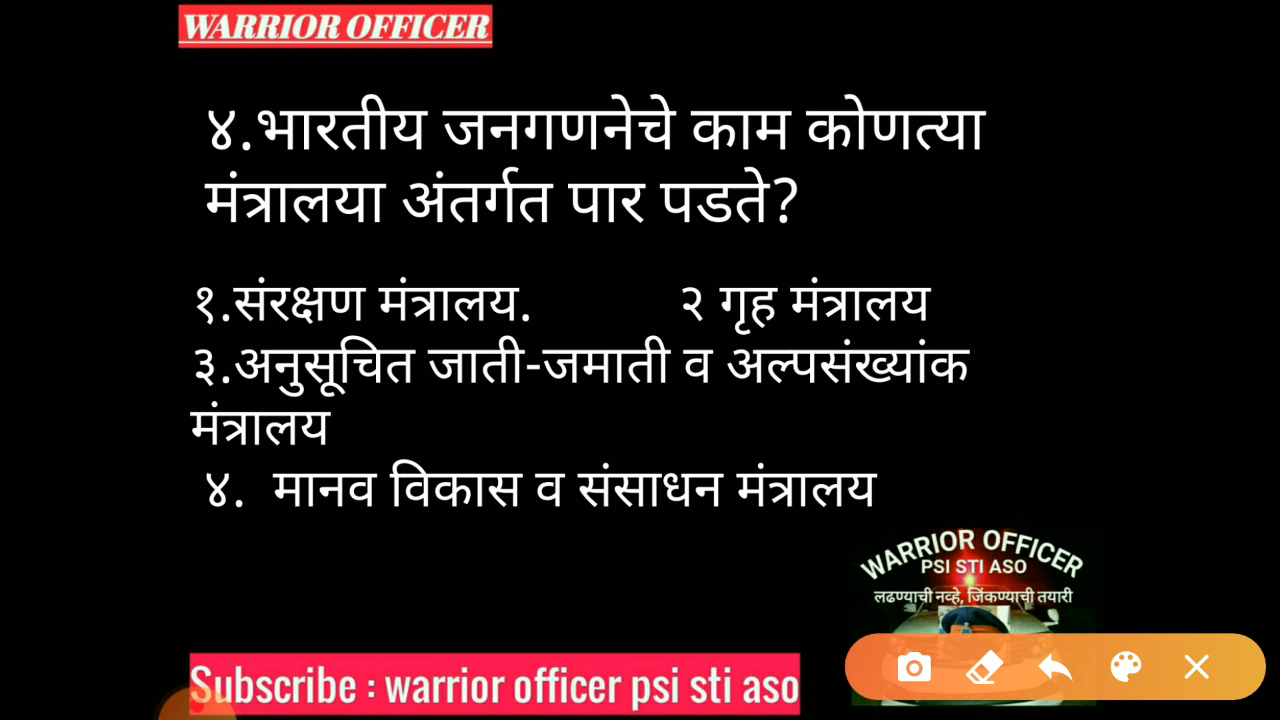 WARRIOR OFFICER
४.भारतीय जनगणनेचे काम कोणत्या
मंत्रालया अंतर्गत पार पडते?
१.संरक्षण मंत्रालय. २ गृह मंत्रालय
३.अनुसूचित जाती-जमाती व अल्पसंख्यांक
मंत्रालय
४. मानव विकास व संसाधन मंत्रालय
WARRIOR OFFICER
PSI STI ASO
लढण्याची नव्हे, जिंकण्याची तयारी
Subscribe : warrior officer psi sti aso